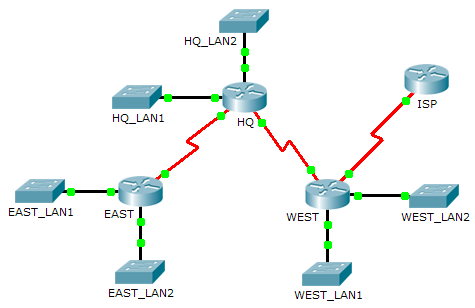 HQ_LAN2
ISP
HQ_LAN1
HQ
EAST_LAN1
EAST
WEST
WEST_LAN2
EAST_LAN2
WEST_LAN1